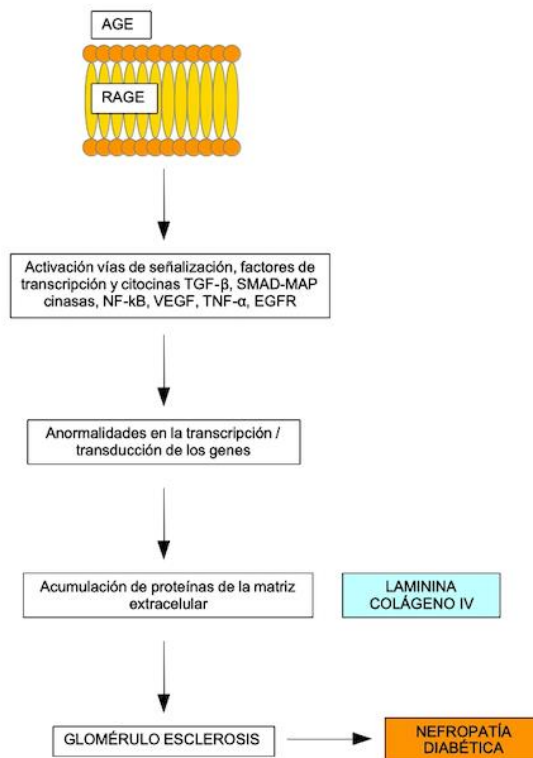 AGE
RAGE
Activación vías de señalización, factores de
transcripción y citocinas TGF-β, SMAD-MAP
cinasas, NF-kB, VEGF, TNF-α, EGFR
Anormalidades en la transcripción /
transducción de los genes
Acumulación de proteínas de la matriz
extracelular
LAMININA
COLÁGENO IV
GLOMÉRULO ESCLEROSIS
NEFROPATÍA
DIABÉTICA